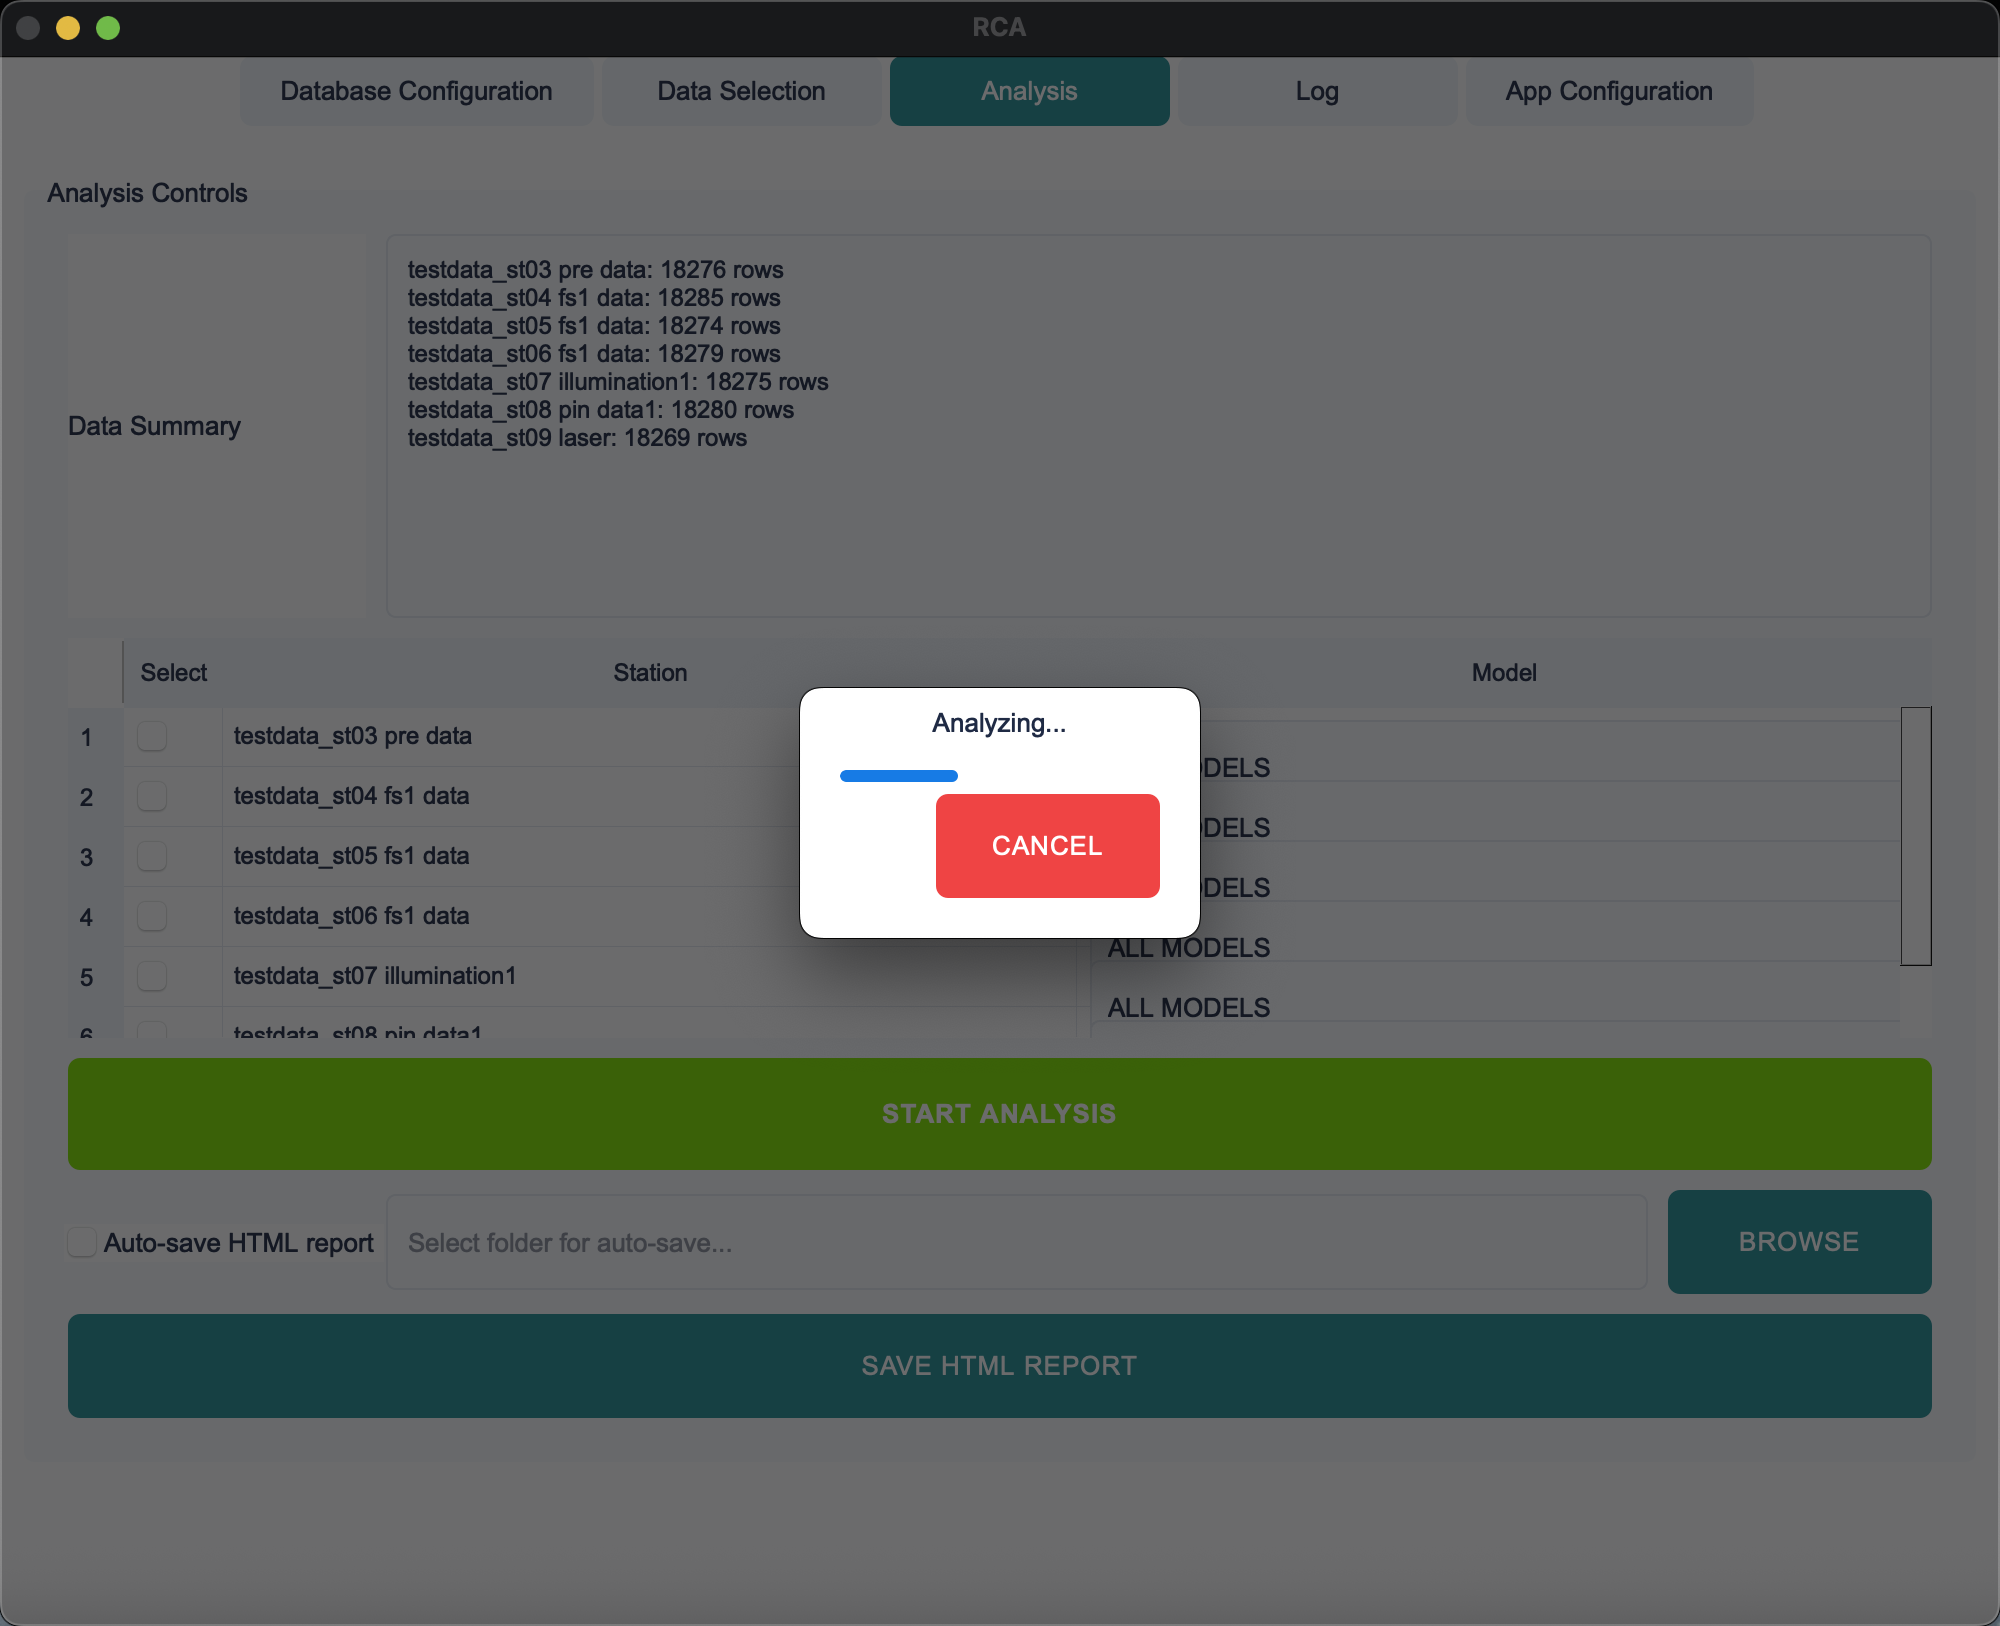 RCA
Database Configuration
Data Selection
Analysis
Log
App Configuration
Analysis Controls
Data Summary
testdata_st03 pre data: 18276 rows
testdata_st04 fs1 data: 18285 rows
testdata_st05 fs1 data: 18274 rows
testdata_st06 fs1 data: 18279 rows
testdata_st07 illumination1: 18275 rows
testdata_st08 pin data1: 18280 rows
testdata_st09 laser: 18269 rows
Select Station Model
1 testdata_st03 pre data
DELS
2 testdata_st04 fs1 data
DELS
3 testdata_st05 fs1 data
DELS
4 testdata_st06 fs1 data
ALL MODELS
5 testdata_st07 illumination1
ALL MODELS
6 testdata_st08 pin data1
Analyzing...
CANCEL
START ANALYSIS
Auto-save HTML report
Select folder for auto-save...
BROWSE
SAVE HTML REPORT